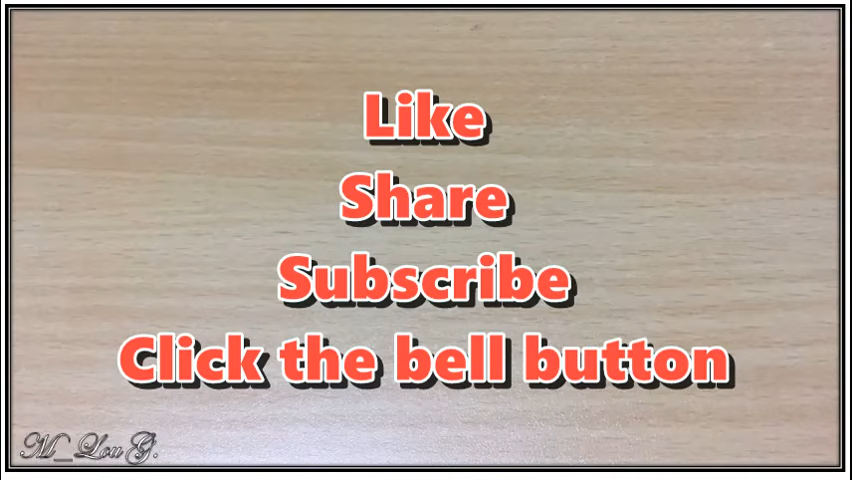 Like
Share
Subscribe
Click the bell button
M_Lou G.